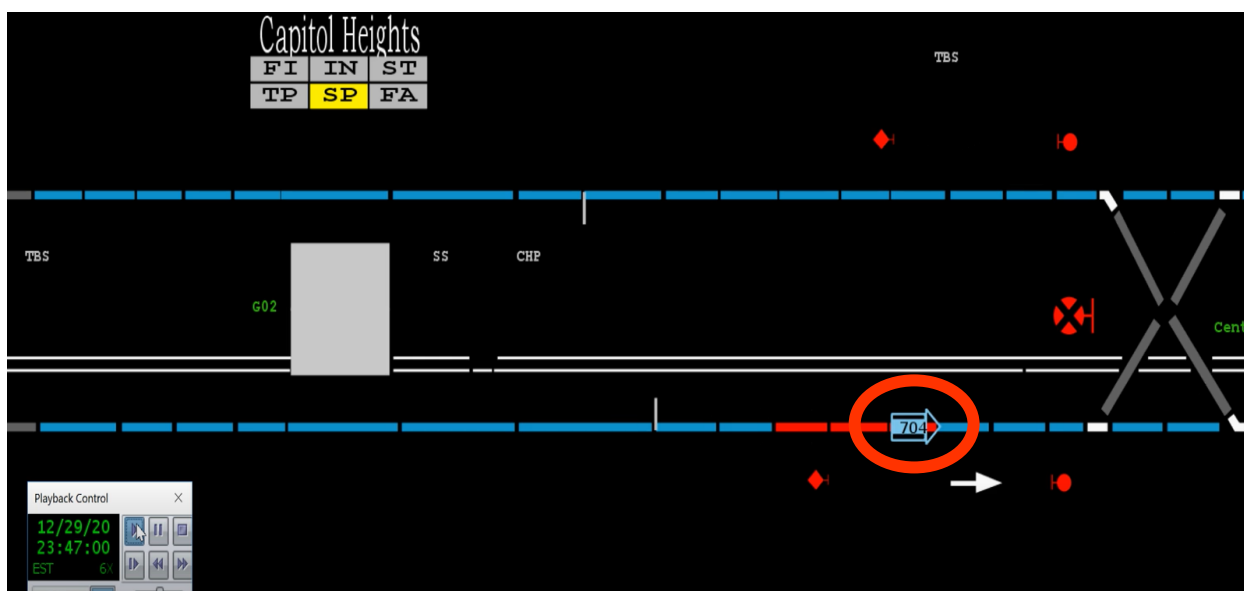 Capitol Heights
FI IN ST
TP SP FA
TBS
TBS
SS
CHP
G02
Cent
704
Playback Control
12/29/20
23:47:00
EST 6X